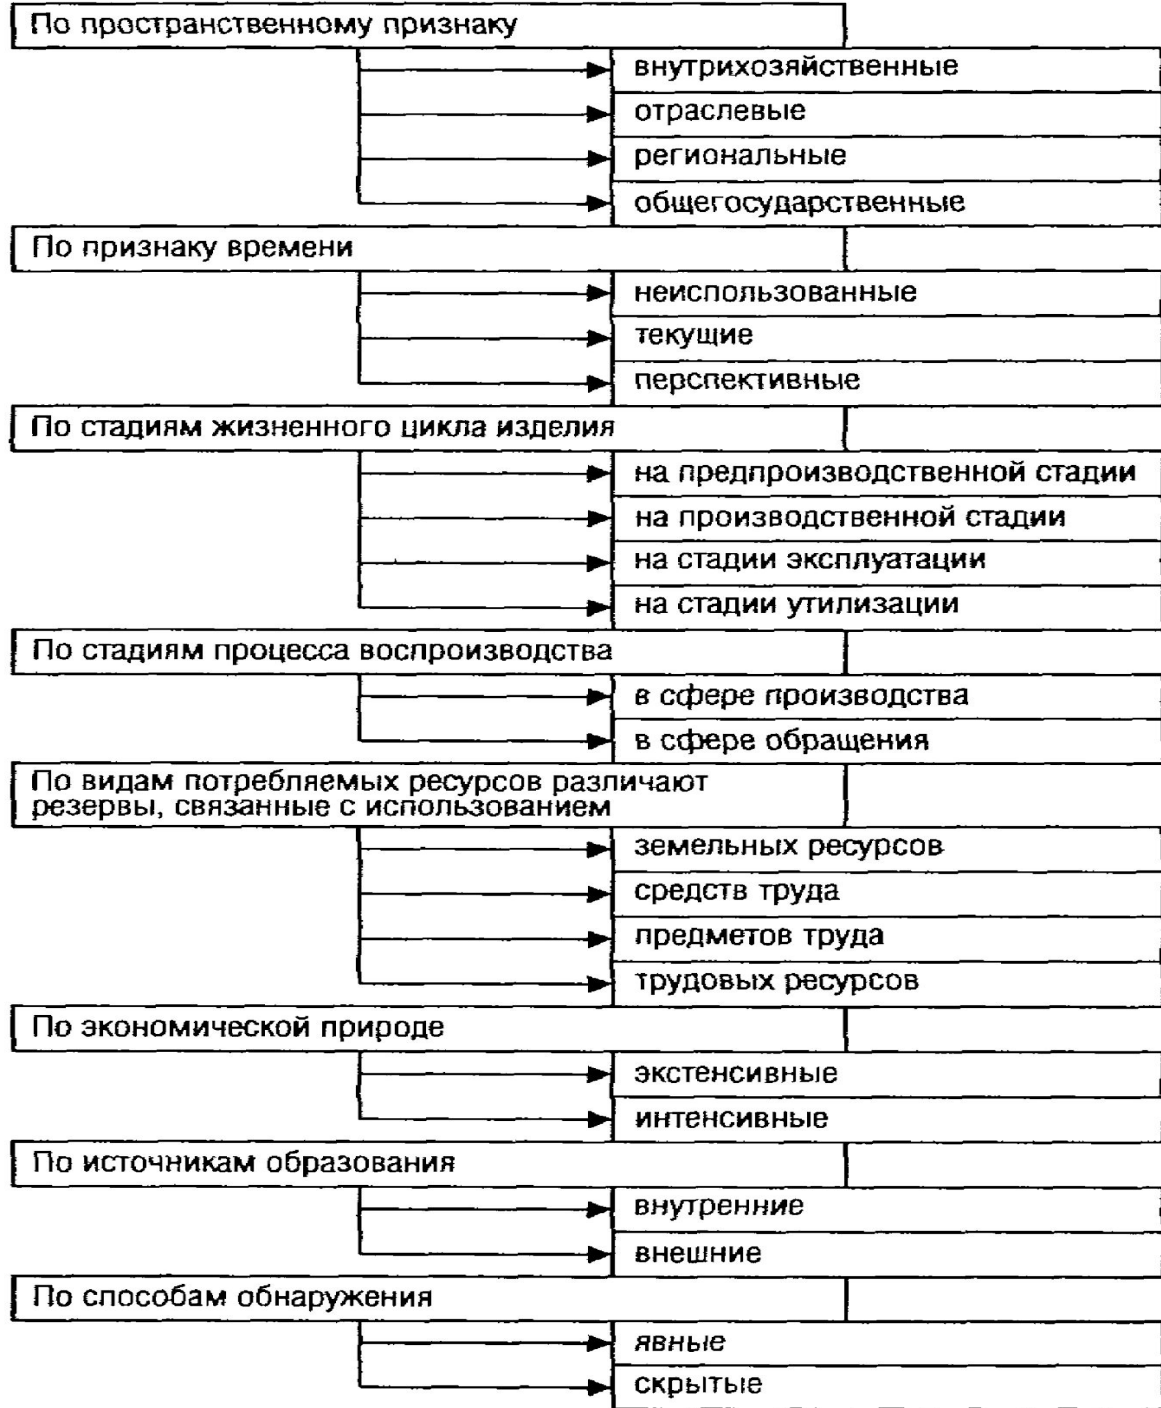 По пространственному признаку
внутрихозяйственные
отраслевые
региональные
общегосударственные
По признаку времени
неиспользованные
текущие
перспективные
По стадиям жизненного цикла изделия
на предпроизводственной стадии
на производственной стадии
на стадии эксплуатации
на стадии утилизации
По стадиям процесса воспроизводства
в сфере производства
в сфере обращения
По видам потребляемых ресурсов различают
резервы, связанные с использованием
земельных ресурсов
средств труда
предметов труда
трудовых ресурсов
По экономической природе
экстенсивные
интенсивные
По источникам образования
внутренние
внешние
По способам обнаружения
явные
скрытые